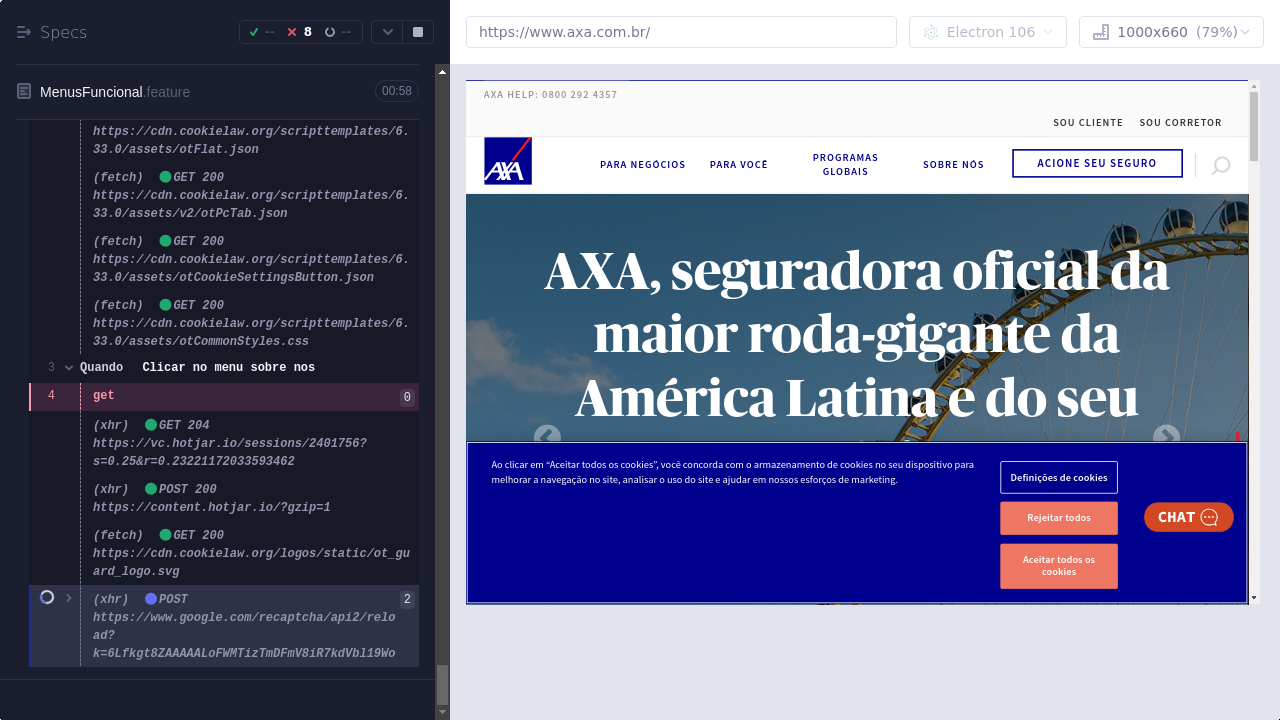 Specs
--
8
--
MenusFuncional.feature
00:58
https://cdn.cookielaw.org/scripttemplates/6.
33.0/assets/otFlat.json
(fetch) GET 200
https://cdn.cookielaw.org/scripttemplates/6.
33.0/assets/v2/otPcTab.json
(fetch) GET 200
https://cdn.cookielaw.org/scripttemplates/6.
33.0/assets/otCookieSettingsButton.json
(fetch) GET 200
https://cdn.cookielaw.org/scripttemplates/6.
33.0/assets/otCommonStyles.css
3 Quando Clicar no menu sobre nos
4 get 0
(xhr) GET 204
https://vc.hotjar.io/sessions/2401756?
s=0.25&r=0.23221172033593462
(xhr) POST 200
https://content.hotjar.io/?gzip=1
(fetch) GET 200
https://cdn.cookielaw.org/logos/static/ot_gu
ard_logo.svg
(xhr) POST 2
https://www.google.com/recaptcha/api2/relo
ad?
k=6Lfkgt8ZAAAAALoFWMTizTmDFmV8iR7kdVbl19Wo
https://www.axa.com.br/
Electron 106
1000x660 (79%)
AXA HELP: 0800 292 4357
SOU CLIENTE SOU CORRETOR
AXA
PARA NEGÓCIOS
PARA VOCÊ
PROGRAMAS
GLOBAIS
SOBRE NÓS
ACIONE SEU SEGURO
AXA, seguradora oficial da
maior roda-gigante da
América Latina e do seu
Ao clicar em “Aceitar todos os cookies”, você concorda com o armazenamento de cookies no seu dispositivo para
melhorar a navegação no site, analisar o uso do site e ajudar em nossos esforços de marketing.
Definições de cookies
Rejeitar todos
Aceitar todos os
cookies
CHAT